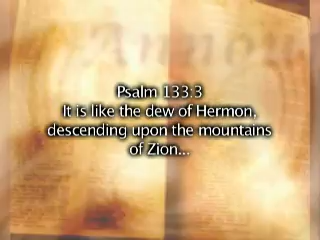 Psalm 133:3
It is like the dew of Hermon,
descending upon the mountains
of Zion...